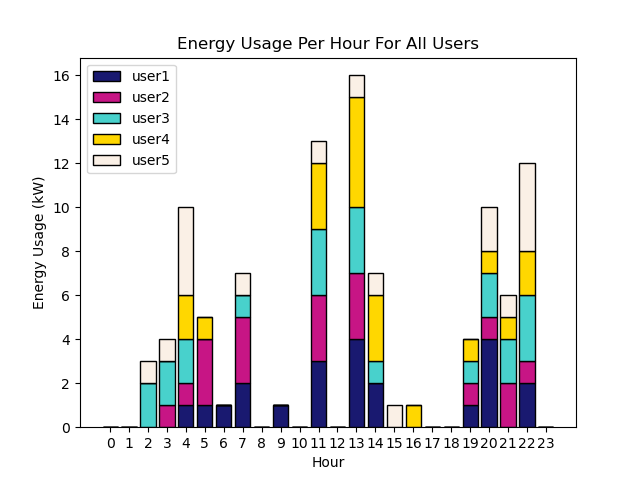 Energy Usage Per Hour For All Users
user1
user2
user3
user4
user5
Energy Usage (kW)
16
14
12
10
8
6
4
2
0
0 1 2 3 4 5 6 7 8 9 10 11 12 13 14 15 16 17 18 19 20 21 22 23
Hour